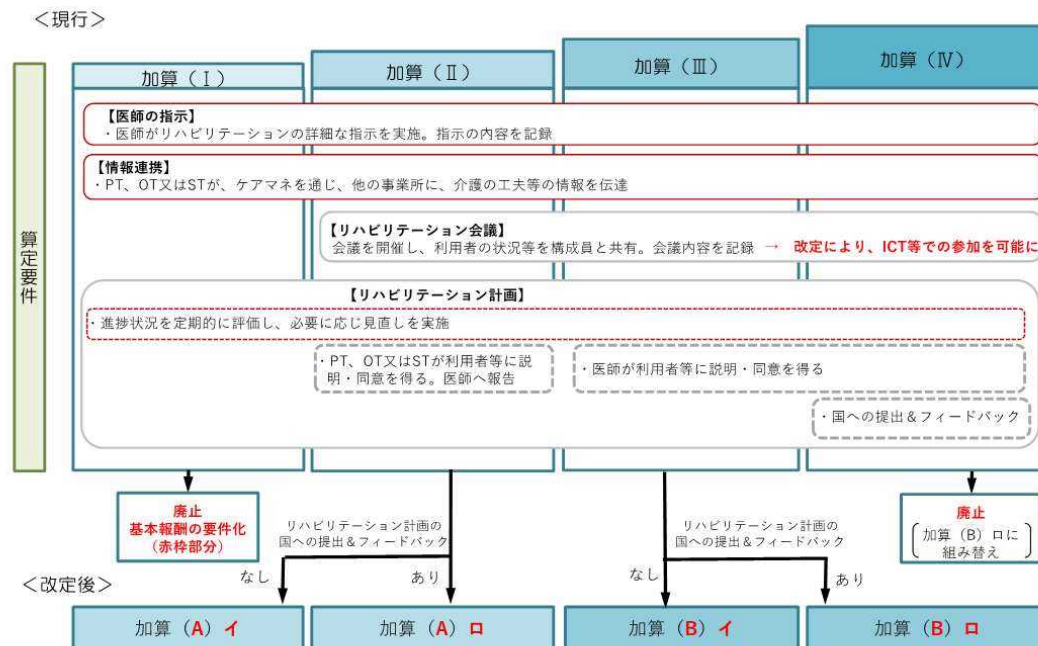 ＜現行＞
加算（Ⅰ）
加算（Ⅱ）
加算（Ⅲ）
加算（Ⅳ）
算定要件
【医師の指示】
・医師がリハビリテーションの詳細な指示を実施。指示の内容を記録
【情報連携】
・PT、OT又はSTが、ケアマネを通じ、他の事業所に、介護の工夫等の情報を伝達
【リハビリテーション会議】
会議を開催し、利用者の状況等を構成員と共有。会議内容を記録 → 改定により、ICT等での参加を可能に
【リハビリテーション計画】
・進捗状況を定期的に評価し、必要に応じ見直しを実施
・PT、OT又はSTが利用者等に説
明・同意を得る。医師へ報告
・医師が利用者等に説明・同意を得る
・国への提出＆フィードバック
廃止
基本報酬の要件化
（赤枠部分）
リハビリテーション計画の
国への提出＆フィードバック
リハビリテーション計画の
国への提出＆フィードバック
廃止
加算（B）ロに
組み替え
なし
あり
なし
あり
＜改定後＞
加算（A）イ
加算（A）ロ
加算（B）イ
加算（B）ロ